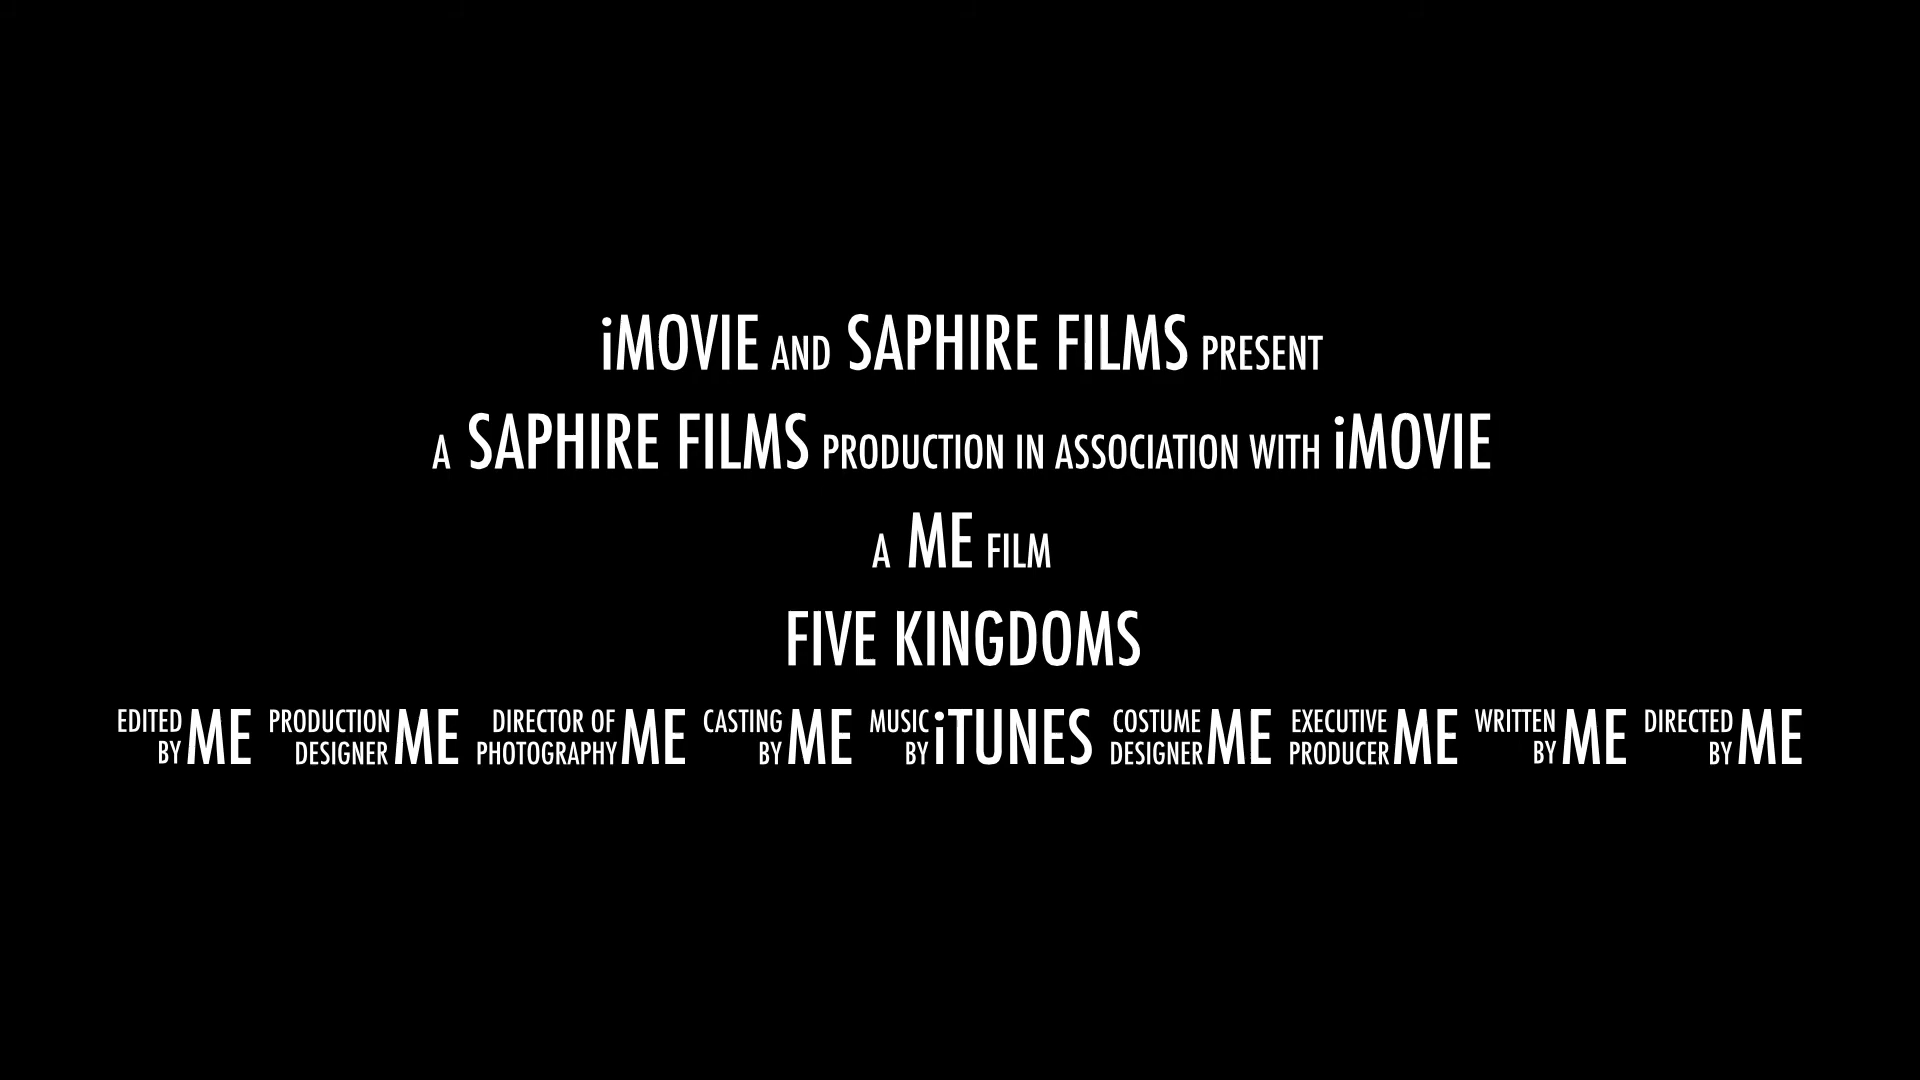 iMOVIE AND SAPHIRE FILMS PRESENT
A SAPHIRE FILMS PRODUCTION IN ASSOCIATION WITH iMOVIE
A ME FILM
FIVE KINGDOMS
EDITED BY ME PRODUCTION DESIGNER ME DIRECTOR OF PHOTOGRAPHY ME CASTING BY ME MUSIC BY iTUNES COSTUME DESIGNER ME EXECUTIVE PRODUCER ME WRITTEN BY ME DIRECTED BY ME